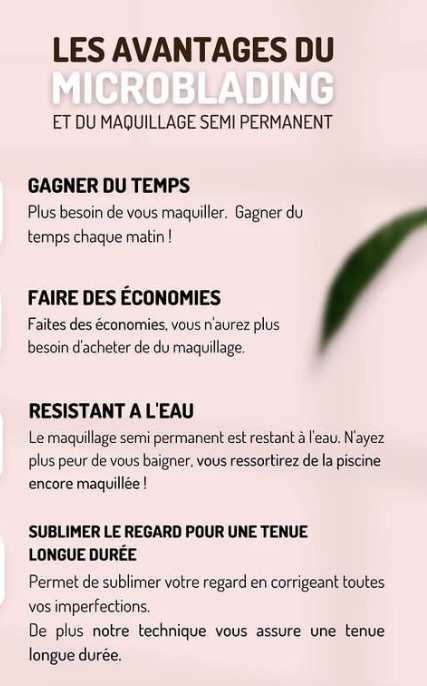 LES AVANTAGES DU
MICROBLADING
ET DU MAQUILLAGE SEMI PERMANENT
GAGNER DU TEMPS
Plus besoin de vous maquiller. Gagner du
temps chaque matin !
FAIRE DES ÉCONOMIES
Faites des économies, vous n'aurez plus
besoin d'acheter de du maquillage.
RESISTANT A L'EAU
Le maquillage semi permanent est restant à l'eau. N'ayez
plus peur de vous baigner, vous ressortirez de la piscine
encore maquillée !
SUBLIMER LE REGARD POUR UNE TENUE
LONGUE DURÉE
Permet de sublimer votre regard en corrigeant toutes
vos imperfections.
De plus notre technique vous assure une tenue
longue durée.